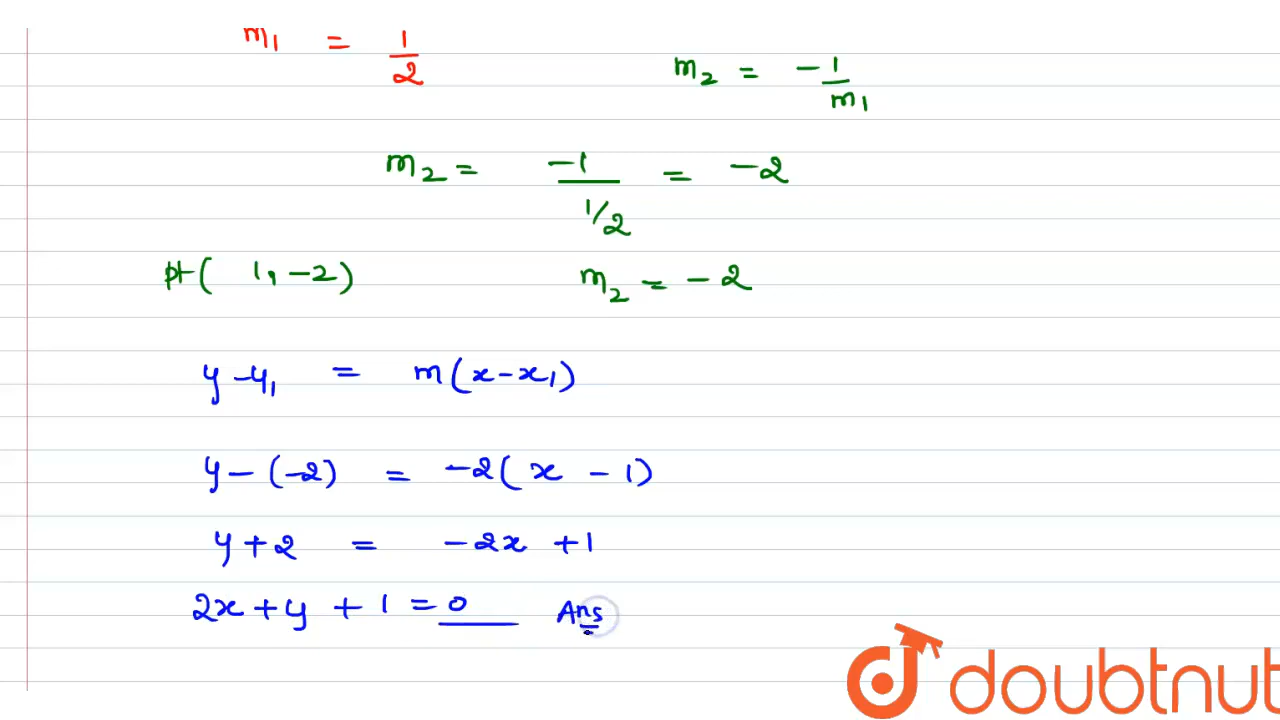 m1 = 1/2
m2 = -1/m1
m2 = -1/1/2 = -2
pt( 1, -2) m2 = -2
y - y1 = m(x - x1)
y - (-2) = -2( x - 1)
y + 2 = -2x + 1
2x + y + 1 = 0 Ans
doubtnut